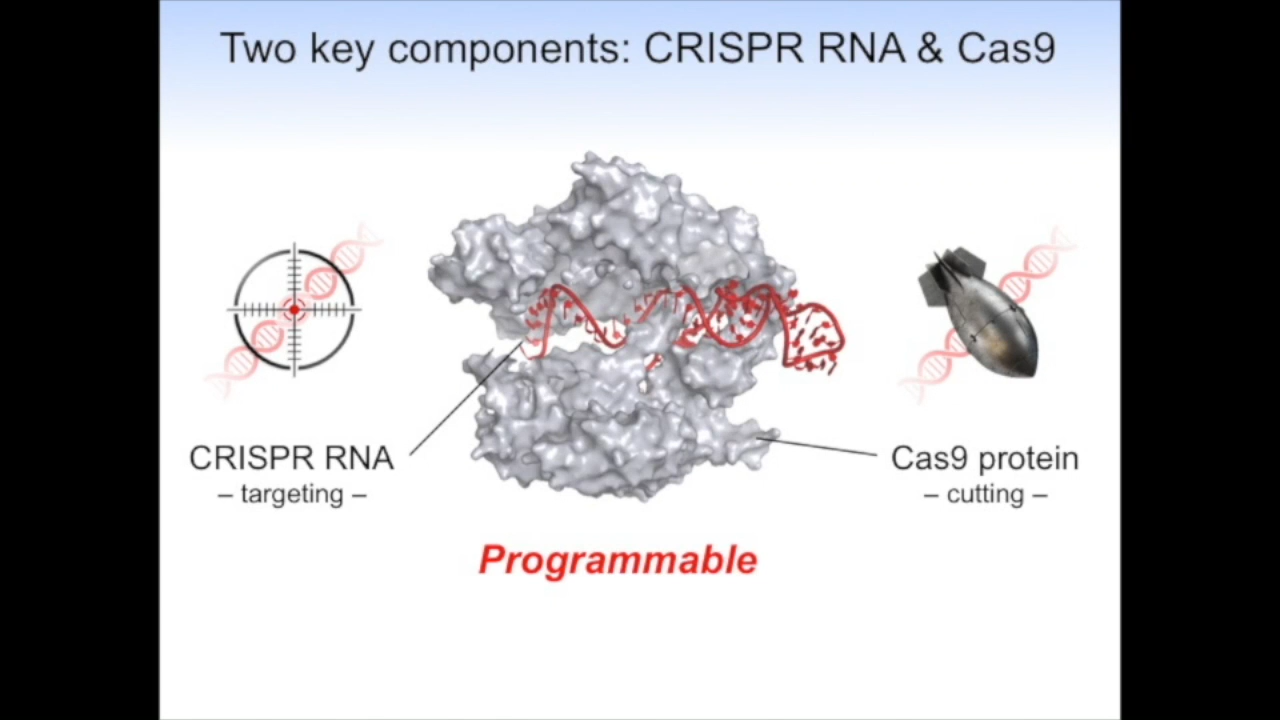 Two key components: CRISPR RNA & Cas9
CRISPR RNA
– targeting –
Cas9 protein
– cutting –
Programmable